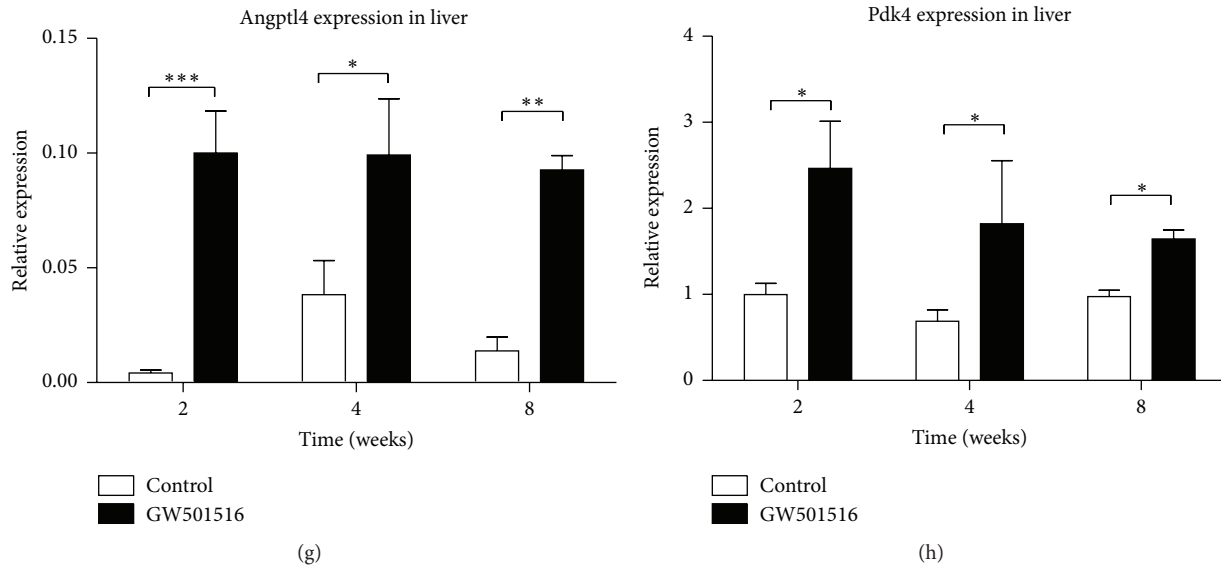 Angptl4 expression in liver
0.15
0.10
0.05
0.00
Relative expression
***
*
**
2 4 8
Time (weeks)
Control
GW501516
(g)
Pdk4 expression in liver
4
3
2
1
0
Relative expression
*
*
*
2 4 8
Time (weeks)
Control
GW501516
(h)